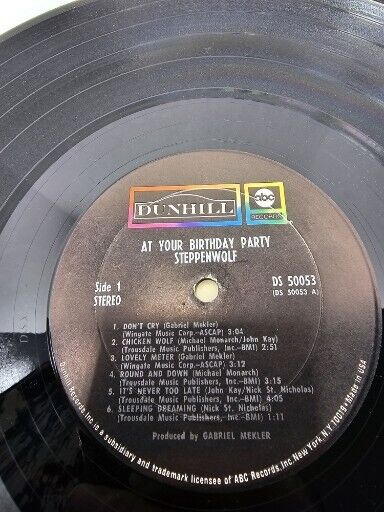 DUNHILL
abc
RECORDS
AT YOUR BIRTHDAY PARTY
STEPPENWOLF
Side 1
STEREO
DS 50053
(DS 50053 A)
1. DON'T CRY (Gabriel Mekler)
(Wingate Music Corp.-ASCAP) 3:04
2. CHICKEN WOLF (Michael Monarch/John Kay)
(Trousdale Music Publishers, Inc.-BMI) 2:51
3. LOVELY METER (Gabriel Mekler)
(Wingate Music Corp.-ASCAP) 3:12
4. ROUND AND DOWN (Michael Monarch)
(Trousdale Music Publishers, Inc.-BMI) 3:15
5. IT'S NEVER TOO LATE (John Kay/Nick St. Nicholas)
(Trousdale Music Publishers, Inc.-BMI) 4:05
6. SLEEPING DREAMING (Nick St. Nicholas)
(Trousdale Music Publishers, Inc.-BMI) 1:11
Produced by GABRIEL MEKLER
Records, Inc. is a subsidiary and trademark licensee of ABC Records, Inc. New York, N.Y. 10019 • Made in USA